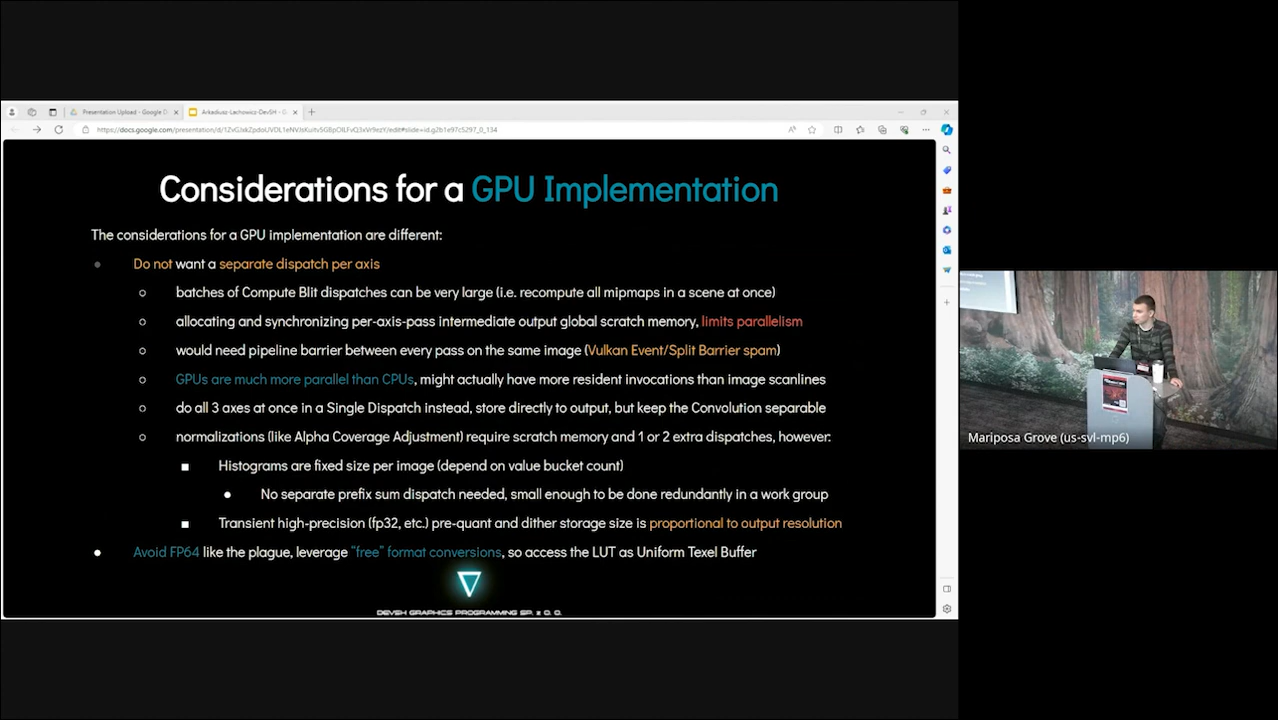 Presentation Upload - Google D
Arkadiusz-Lachowicz-DevSH - G
Considerations for a GPU Implementation
The considerations for a GPU implementation are different:
Do not want a separate dispatch per axis
batches of Compute Blit dispatches can be very large (i.e. recompute all mipmaps in a scene at once)
allocating and synchronizing per-axis-pass intermediate output global scratch memory, limits parallelism
would need pipeline barrier between every pass on the same image (Vulkan Event/Split Barrier spam)
GPUs are much more parallel than CPUs, might actually have more resident invocations than image scanlines
do all 3 axes at once in a Single Dispatch instead, store directly to output, but keep the Convolution separable
normalizations (like Alpha Coverage Adjustment) require scratch memory and 1 or 2 extra dispatches, however:
Histograms are fixed size per image (depend on value bucket count)
No separate prefix sum dispatch needed, small enough to be done redundantly in a work group
Transient high-precision (fp32, etc.) pre-quant and dither storage size is proportional to output resolution
Avoid FP64 like the plague, leverage "free" format conversions, so access the LUT as Uniform Texel Buffer
DEVSH GRAPHICS PROGRAMMING SP. z O. O.
Mariposa Grove (us-svl-mp6)